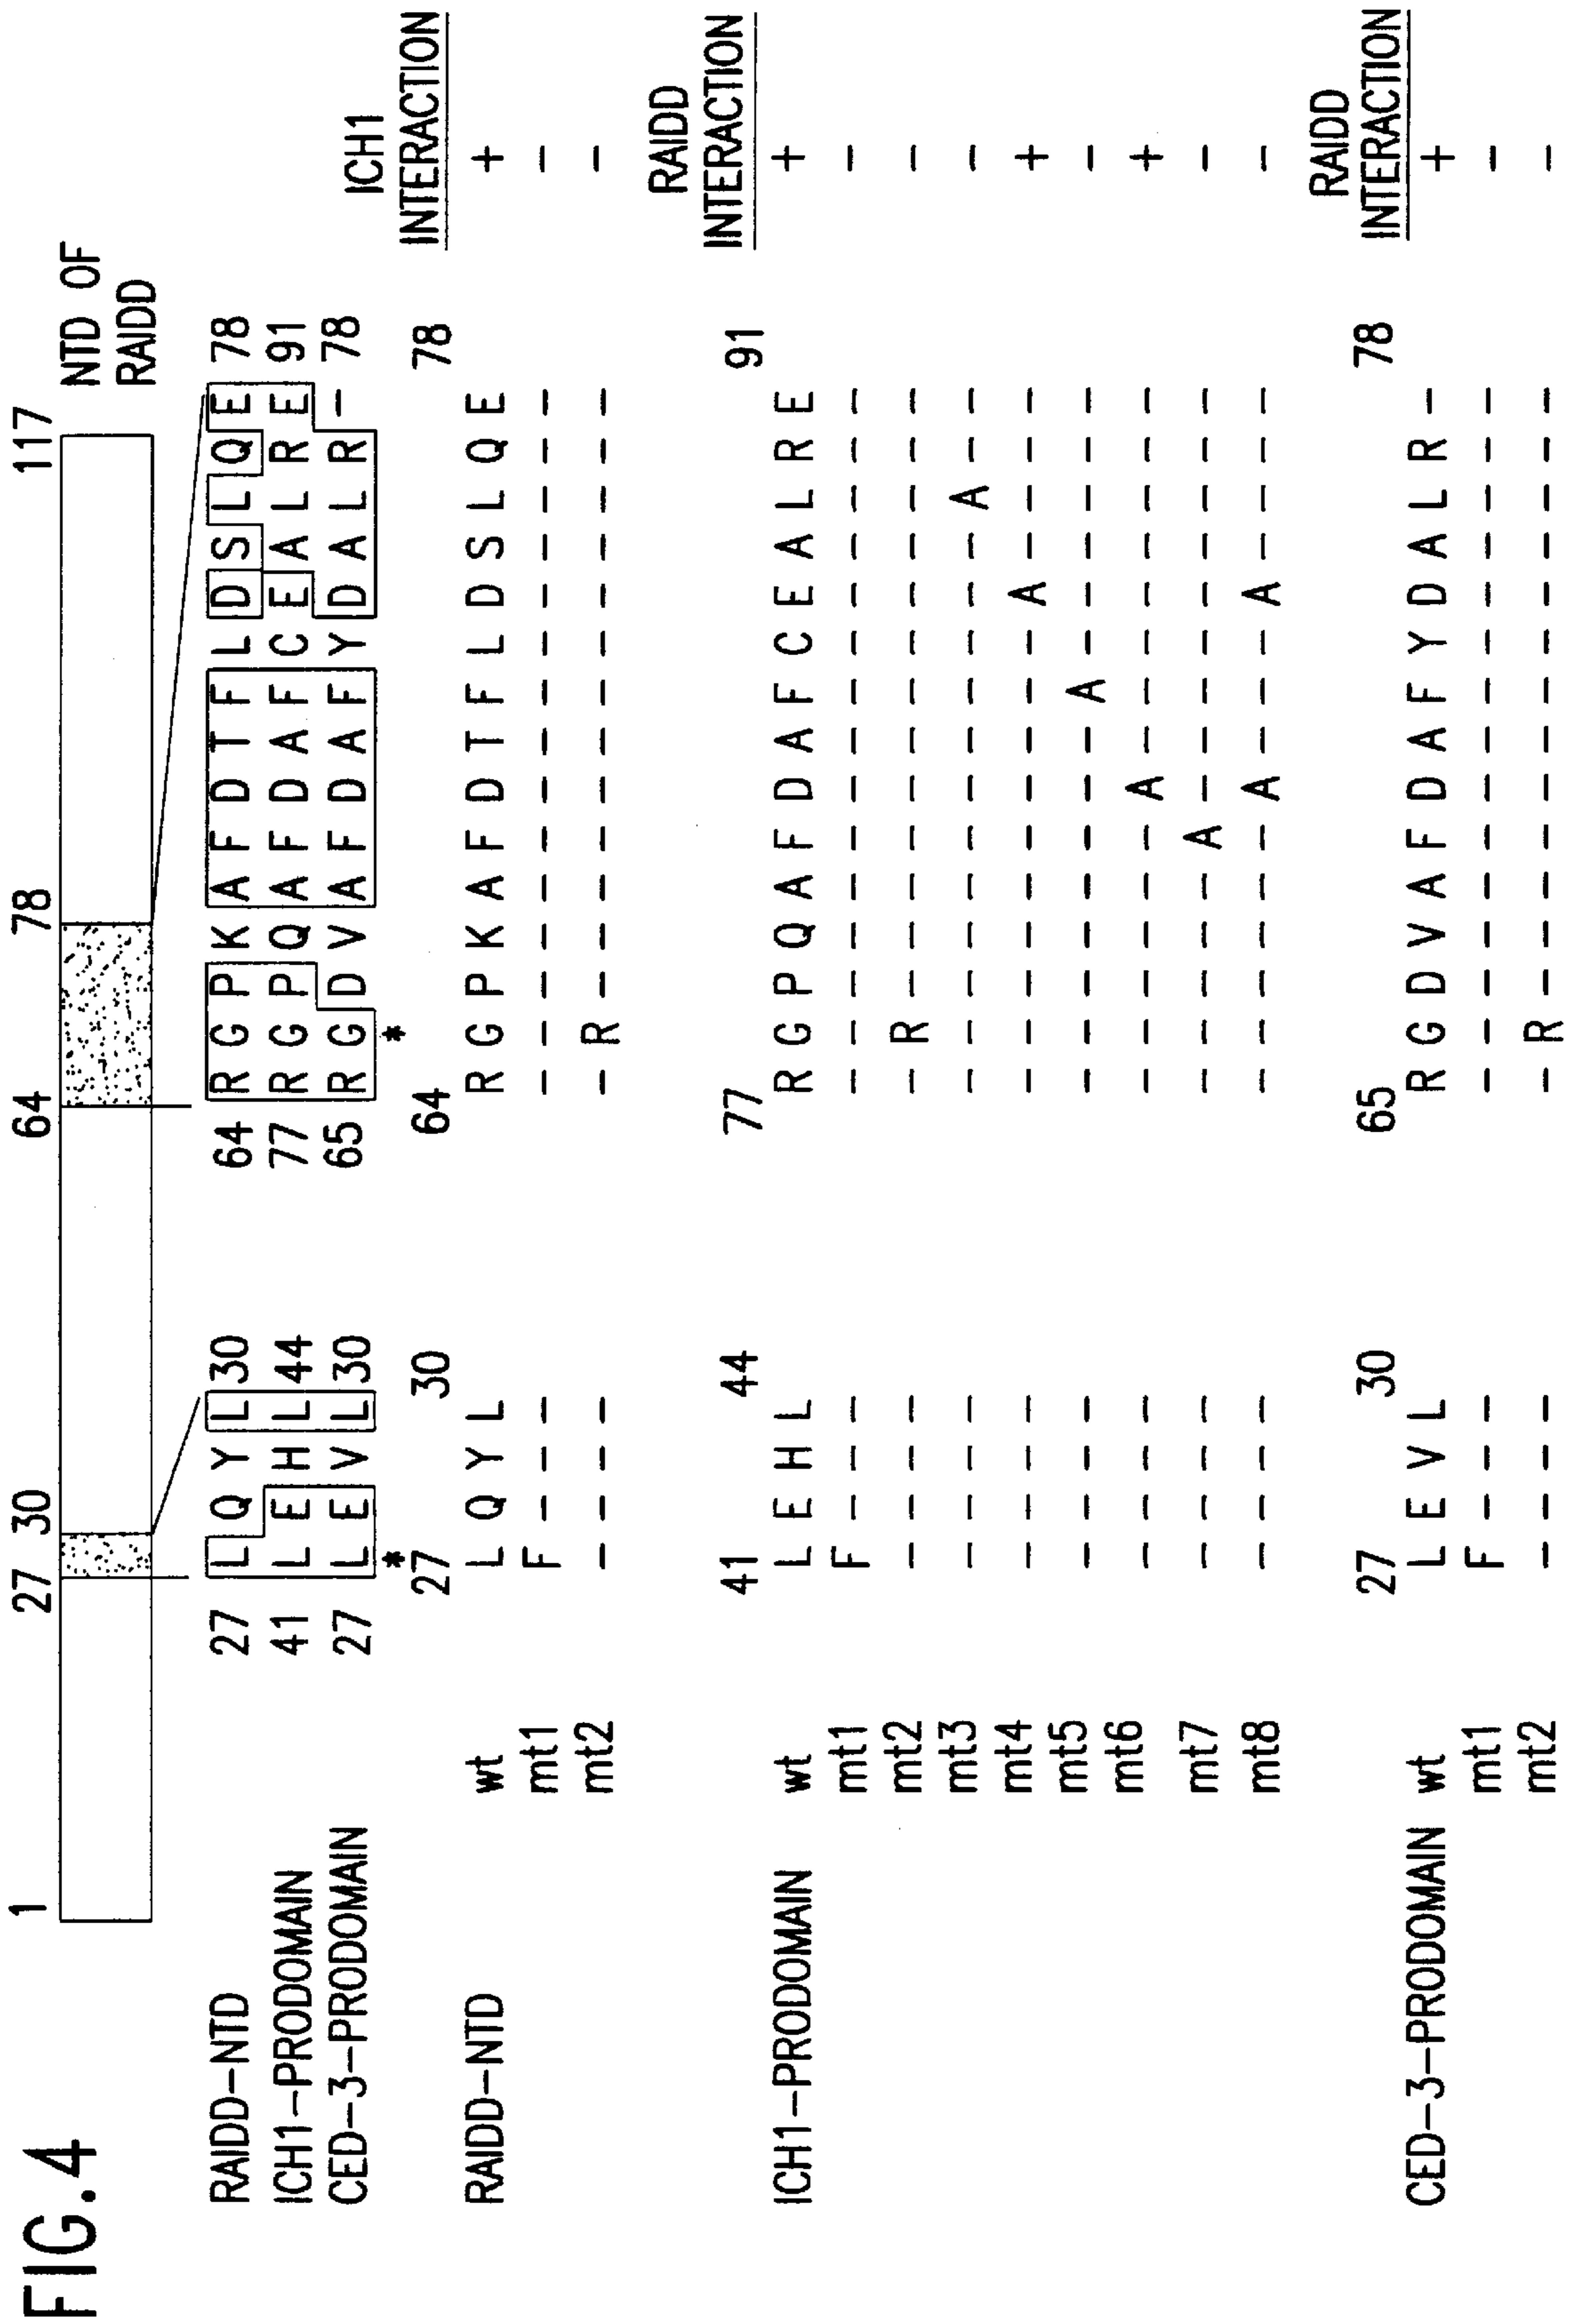 FIG.4
1 27 30 64 78 117
NTD OF
RAIDD
RAIDD-NTD 27 L Q Y L 30 64 R G P K A F D T F L D S L Q E 78
ICH1-PRODOMAIN 41 L E H L 44 77 R G P Q A F D A F C E A L R E 91
CED-3-PRODOMAIN 27 L E V L 30 65 R G D V A F D A F Y D A L R - 78
* *
ICH1
INTERACTION
27 30 64 78
RAIDD-NTD wt L Q Y L R G P K A F D T F L D S L Q E +
mt1 F - - - - - - - - - - - - - - - - - - -
mt2 - - - - - R - - - - - - - - - - - - - -
RAIDD
INTERACTION
41 44 77 91
ICH1-PRODOMAIN wt L E H L R G P Q A F D A F C E A L R E +
mt1 F - - - - - - - - - - - - - - - - - - -
mt2 - - - - - R - - - - - - - - - - - - - -
mt3 - - - - - - - - - - - - - - - - A - - -
mt4 - - - - - - - - - - - - - - A - - - - +
mt5 - - - - - - - - - - - - A - - - - - - -
mt6 - - - - - - - - - - A - - - - - - - - +
mt7 - - - - - - - - - A - - - - - - - - - -
mt8 - - - - - - - - - - A - - - A - - - - -
RAIDD
INTERACTION
27 30 65 78
CED-3-PRODOMAIN wt L E V L R G D V A F D A F Y D A L R - +
mt1 F - - - - - - - - - - - - - - - - - - -
mt2 - - - - - R - - - - - - - - - - - - - -